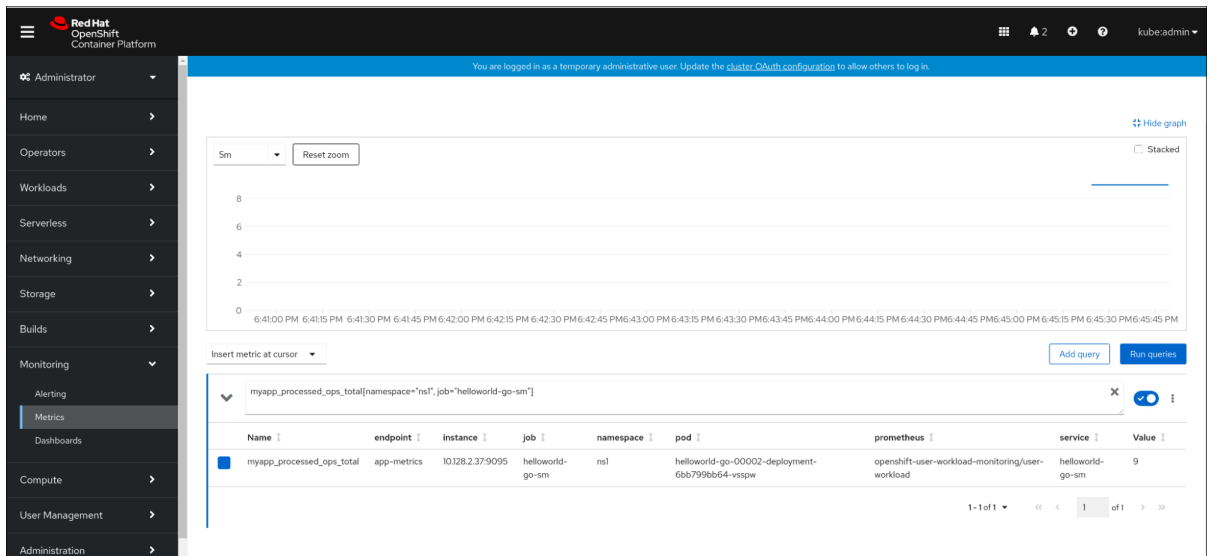 Red Hat
OpenShift
Container Platform
2
kube:admin
Administrator
You are logged in as a temporary administrative user. Update the cluster OAuth configuration to allow others to log in.
Home
Operators
Workloads
Serverless
Networking
Storage
Builds
Monitoring
Alerting
Metrics
Dashboards
Compute
User Management
Administration
Hide graph
5m
Reset zoom
Stacked
8
6
4
2
0
6:41:00 PM 6:41:15 PM 6:41:30 PM 6:41:45 PM 6:42:00 PM 6:42:15 PM 6:42:30 PM 6:42:45 PM 6:43:00 PM 6:43:15 PM 6:43:30 PM 6:43:45 PM 6:44:00 PM 6:44:15 PM 6:44:30 PM 6:44:45 PM 6:45:00 PM 6:45:15 PM 6:45:30 PM 6:45:45 PM
Insert metric at cursor
Add query
Run queries
myapp_processed_ops_total{namespace="ns1", job="helloworld-go-sm"}
Name endpoint instance job namespace pod prometheus service Value
myapp_processed_ops_total app-metrics 10.128.2.37:9095 helloworld- ns1 helloworld-go-00002-deployment- openshift-user-workload-monitoring/user- helloworld- 9
go-sm 6bb799bb64-vsspw workload go-sm
1 - 1 of 1
1 of 1